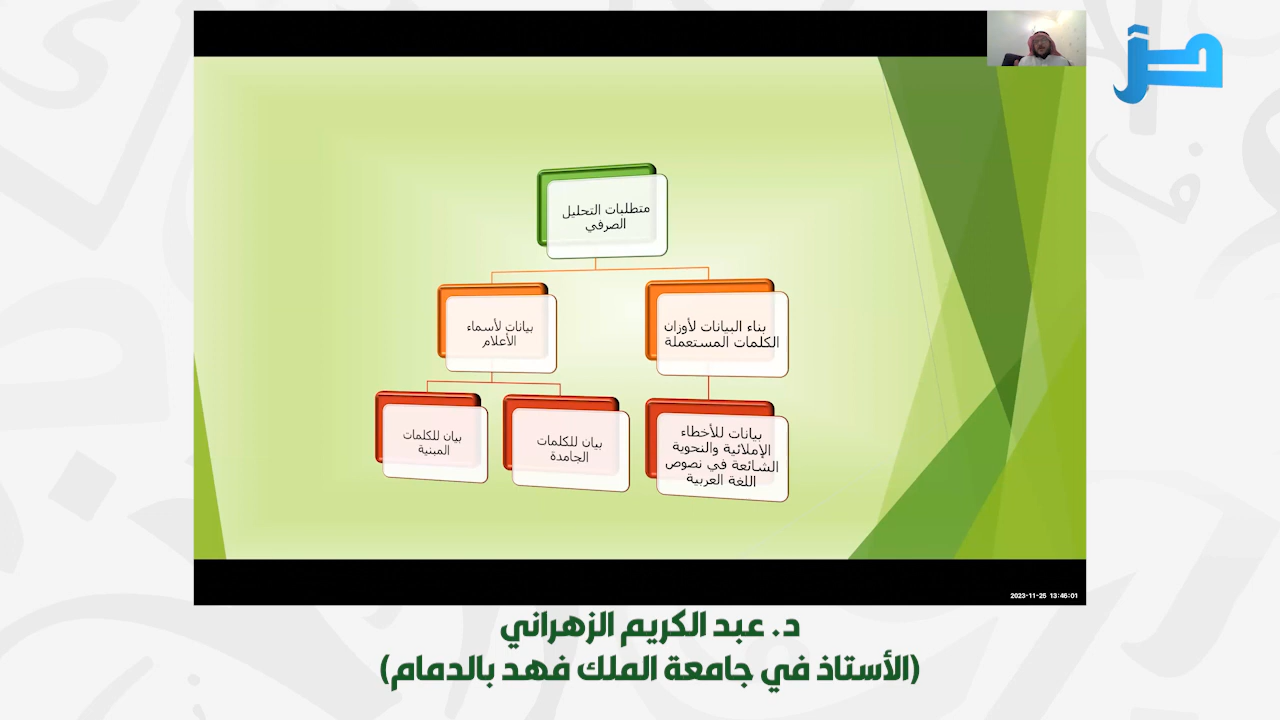 متطلبات التحليل
الصرفي
بناء البيانات لأوزان
الكلمات المستعملة
بيانات لأسماء
الأعلام
بيانات للأخطاء
الإملائية والنحوية
الشائعة في نصوص
اللغة العربية
بيان للكلمات
الجامدة
بيان للكلمات
المبنية
2023-11-25 13:46:01
د. عبد الكريم الزهراني
(الأستاذ في جامعة الملك فهد بالدمام)